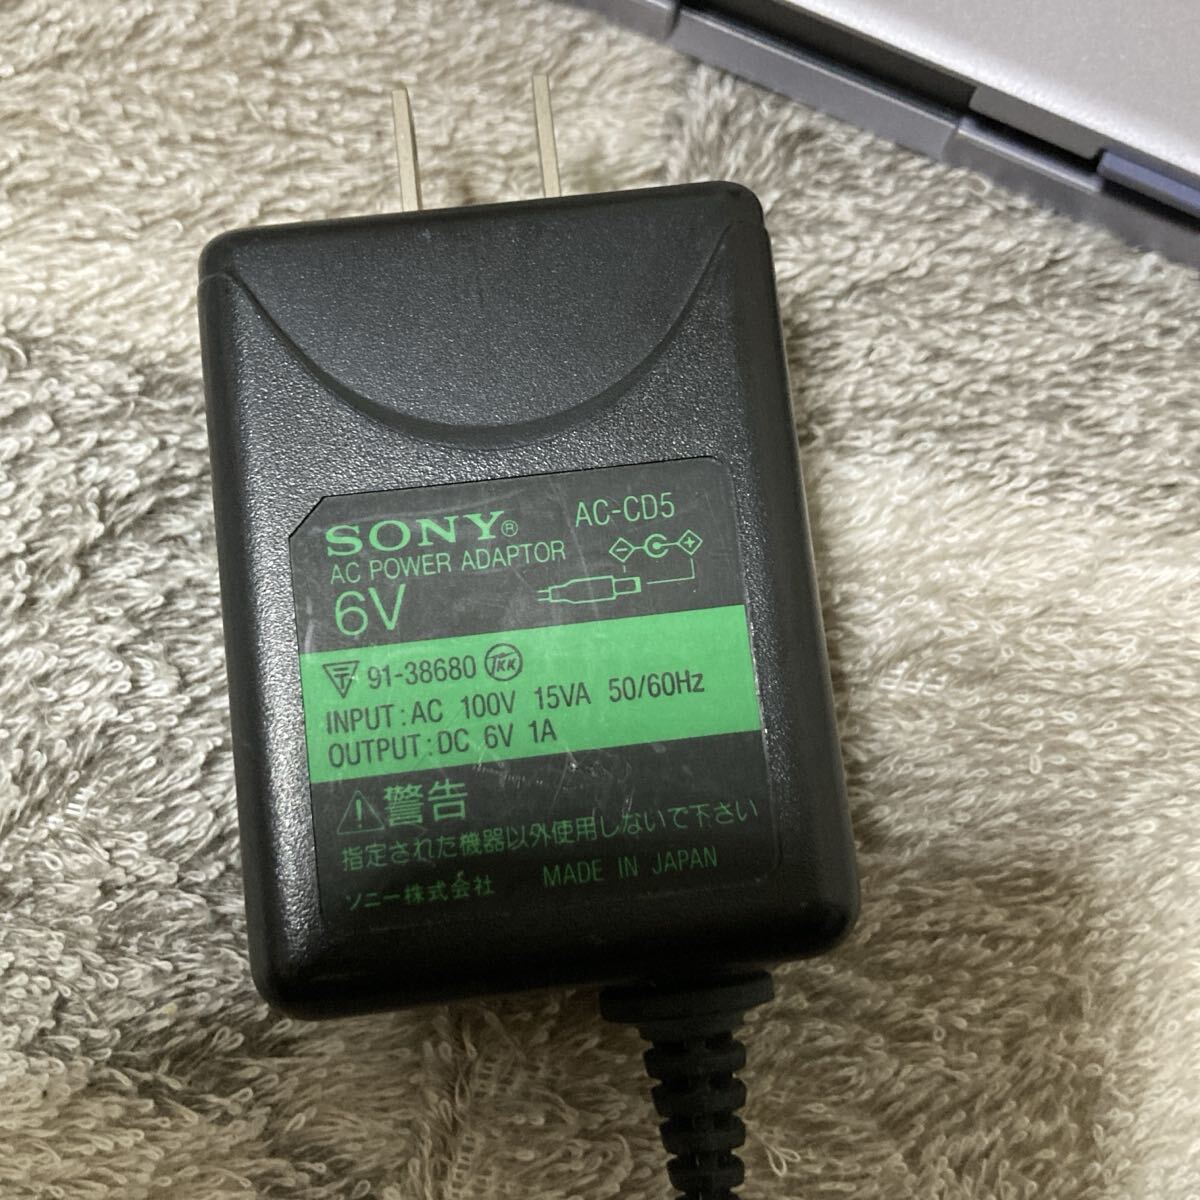 SONY® AC-CD5
AC POWER ADAPTOR
6V
91-38680
INPUT : AC 100V 15VA 50/60Hz
OUTPUT : DC 6V 1A
警告
指定された機器以外使用しないで下さい
ソニー株式会社 MADE IN JAPAN